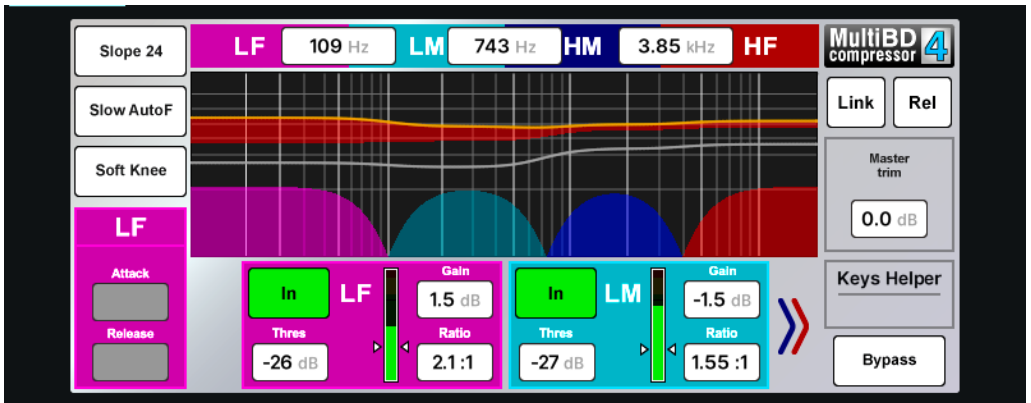 Slope 24
LF
109 Hz
LM
743 Hz
HM
3.85 kHz
HF
MultiBD
compressor 4
Slow AutoF
Link
Rel
Soft Knee
Master
trim
0.0 dB
LF
Attack
Release
In
LF
Gain
1.5 dB
Thres
-26 dB
Ratio
2.1 :1
In
LM
Gain
-1.5 dB
Thres
-27 dB
Ratio
1.55 :1
Keys Helper
Bypass